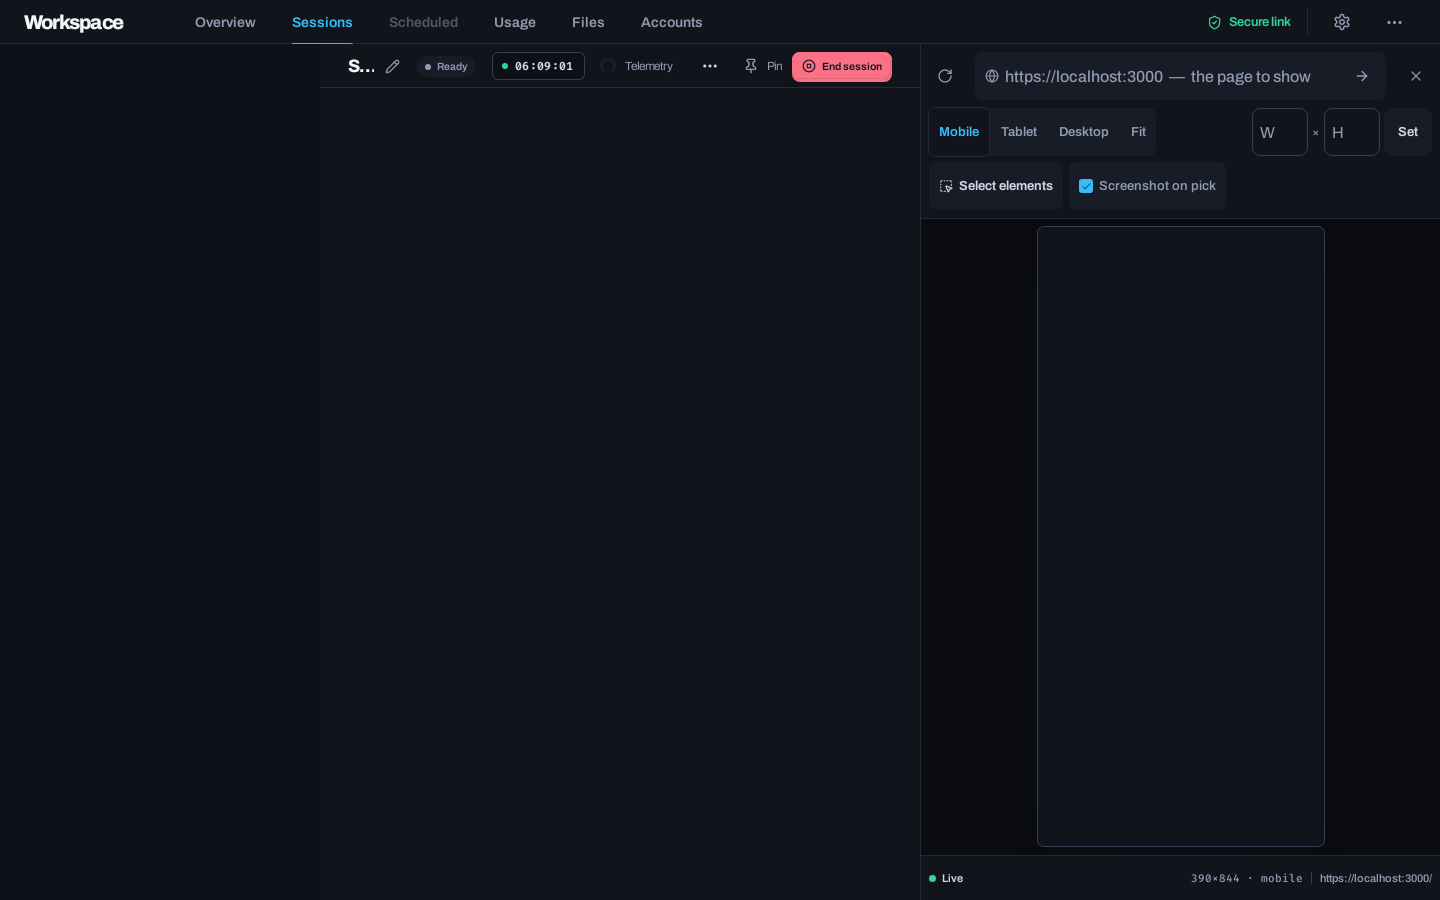 Workspace Overview Sessions Scheduled Usage Files Accounts Secure link
S... Ready 06:09:01 Telemetry Pin End session
https://localhost:3000 — the page to show
Mobile Tablet Desktop Fit W × H Set
Select elements Screenshot on pick
Live 390×844 · mobile https://localhost:3000/